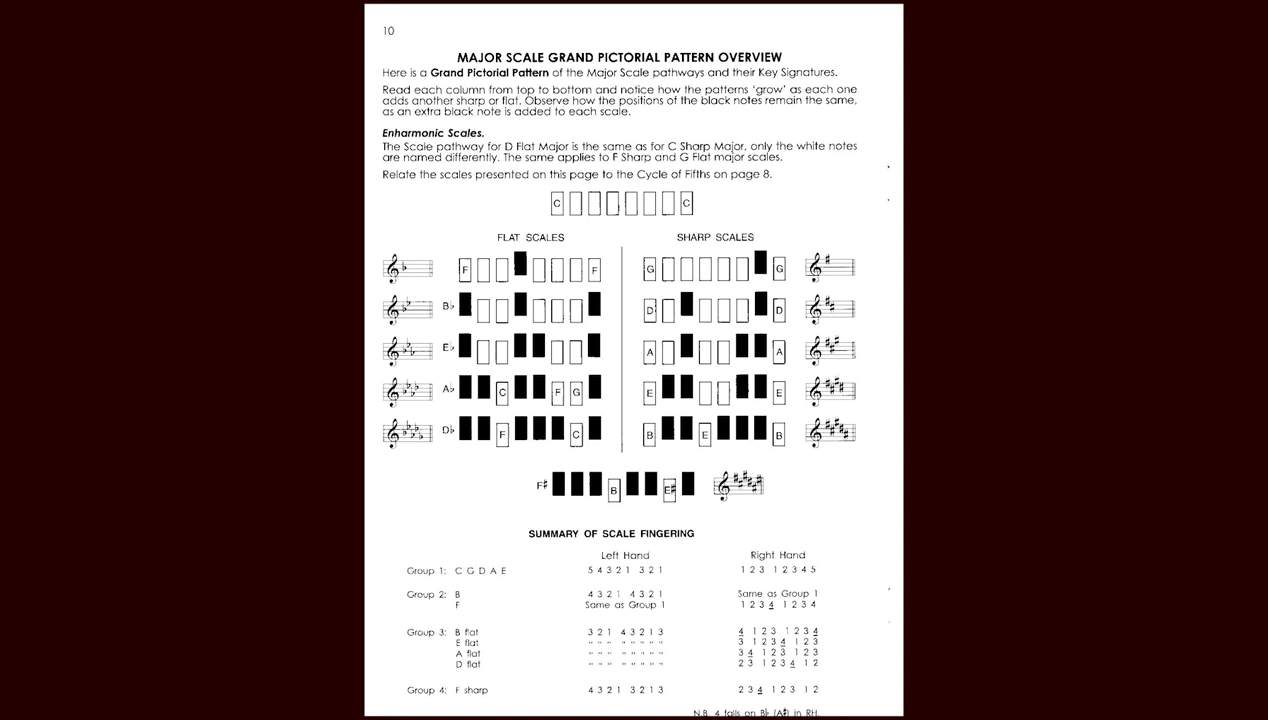 10
MAJOR SCALE GRAND PICTORIAL PATTERN OVERVIEW
Here is a Grand Pictorial Pattern of the Major Scale pathways and their Key Signatures.
Read each column from top to bottom and notice how the patterns ‘grow’ as each one
adds another sharp or flat. Observe how the positions of the black notes remain the same,
as an extra black note is added to each scale.
Enharmonic Scales.
The Scale pathway for D Flat Major is the same as for C Sharp Major, only the white notes
are named differently. The same applies to F Sharp and G Flat major scales.
Relate the scales presented on this page to the Cycle of Fifths on page 8.
C C
FLAT SCALES SHARP SCALES
F F G G
B♭ D D
E♭ A A
A♭ C F G E E
D♭ F C B E B
F♯ B E♯
SUMMARY OF SCALE FINGERING
Left Hand Right Hand
Group 1: C G D A E 5 4 3 2 1 3 2 1 1 2 3 1 2 3 4 5
Group 2: B 4 3 2 1 4 3 2 1 Same as Group 1
F Same as Group 1 1 2 3 4 1 2 3 4
Group 3: B flat 3 2 1 4 3 2 1 3 4 1 2 3 1 2 3 4
E flat " " " " " " " " 3 1 2 3 4 1 2 3
A flat " " " " " " " " 3 4 1 2 3 1 2 3
D flat " " " " " " " " 2 3 1 2 3 4 1 2
Group 4: F sharp 4 3 2 1 3 2 1 3 2 3 4 1 2 3 1 2
N.B. 4 falls on B♭ (A♯) in RH.